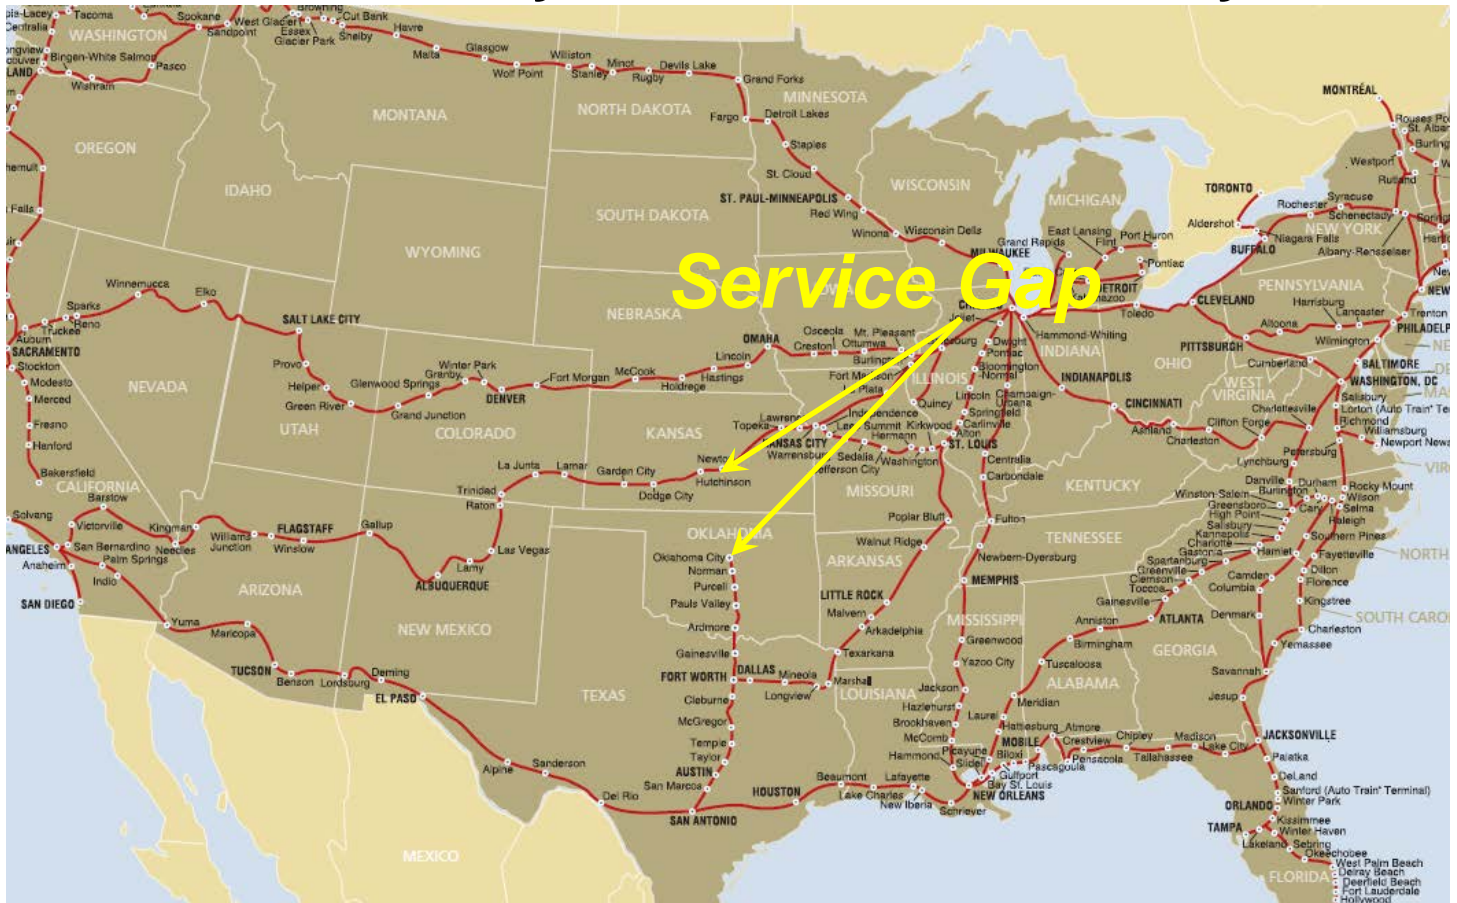 Service Gap
WASHINGTON
OREGON
IDAHO
MONTANA
NORTH DAKOTA
MINNESOTA
SOUTH DAKOTA
WISCONSIN
MICHIGAN
WYOMING
NEBRASKA
NEVADA
UTAH
COLORADO
KANSAS
ILLINOIS
INDIANA
OHIO
PENNSYLVANIA
NEW YORK
WEST
VIRGINIA
KENTUCKY
MISSOURI
CALIFORNIA
ARIZONA
NEW MEXICO
OKLAHOMA
ARKANSAS
TENNESSEE
MISSISSIPPI
ALABAMA
GEORGIA
TEXAS
LOUISIANA
FLORIDA
MEXICO
Tacoma
Spokane
Sandpoint
West Glacier
Essex
Glacier Park
Browning
Cut Bank
Shelby
Havre
Malta
Glasgow
Wolf Point
Williston
Stanley
Minot
Rugby
Devils Lake
Grand Forks
Fargo
Detroit Lakes
Staples
St. Cloud
ST. PAUL-MINNEAPOLIS
Red Wing
Winona
Wisconsin Dells
MILWAUKEE
Bingen-White Salmon
Wishram
Pasco
Grand Rapids
East Lansing
Flint
Port Huron
Pontiac
DETROIT
TORONTO
Aldershot
Niagara Falls
BUFFALO
Rochester
Syracuse
Schenectady
Albany-Rensselaer
MONTRÉAL
Westport
Rutland
Winnemucca
Elko
Sparks
Reno
Truckee
Auburn
SACRAMENTO
Stockton
Modesto
Merced
Fresno
Hanford
Bakersfield
SALT LAKE CITY
Provo
Helper
Green River
Grand Junction
Glenwood Springs
Granby
Winter Park
DENVER
Fort Morgan
McCook
Holdrege
Hastings
Lincoln
OMAHA
Creston
Osceola
Ottumwa
Mt. Pleasant
Burlington
Fort Madison
La Plata
Quincy
Joliet
Dwight
Pontiac
Bloomington
-Normal
Lincoln
Champaign-
Urbana
Springfield
Carlinville
Alton
ST. LOUIS
Kirkwood
Washington
Hermann
Jefferson City
Sedalia
Warrensburg
Lees Summit
Independence
KANSAS CITY
Topeka
Newton
Hutchinson
Dodge City
Garden City
Lamar
La Junta
Trinidad
Raton
Las Vegas
Lamy
ALBUQUERQUE
Gallup
Winslow
FLAGSTAFF
Williams
Junction
Kingman
Needles
Barstow
Victorville
San Bernardino
Palm Springs
Indio
Anaheim
Solvang
SAN DIEGO
Yuma
Maricopa
TUCSON
Benson
Lordsburg
Deming
EL PASO
Alpine
Sanderson
Del Rio
SAN ANTONIO
San Marcos
AUSTIN
Taylor
Temple
McGregor
Cleburne
FORT WORTH
DALLAS
Mineola
Longview
Marshall
Texarkana
Arkadelphia
Malvern
LITTLE ROCK
Walnut Ridge
Poplar Bluff
Gainesville
Ardmore
Pauls Valley
Purcell
Norman
Oklahoma City
HOUSTON
Beaumont
Lake Charles
Lafayette
New Iberia
Schriever
NEW ORLEANS
Hammond
McComb
Brookhaven
Hazlehurst
Jackson
Yazoo City
Greenwood
MEMPHIS
Newbern-Dyersburg
Fulton
Carbondale
Centralia
Hammond-Whiting
INDIANAPOLIS
CINCINNATI
Ashland
Charleston
Clifton Forge
Charlottesville
Toledo
CLEVELAND
PITTSBURGH
Altoona
Harrisburg
Lancaster
Trenton
Wilmington
Cumberland
BALTIMORE
WASHINGTON, DC
Salisbury
Richmond
Williamsburg
Petersburg
Lynchburg
Danville
Durham
Burlington
Rocky Mount
Wilson
Selma
Raleigh
Cary
Winston-Salem
Greensboro
High Point
Salisbury
Kannapolis
Charlotte
Gastonia
Spartanburg
Greenville
Clemson
Toccoa
Gainesville
ATLANTA
Anniston
Birmingham
Tuscaloosa
Meridian
Laurel
Hattiesburg
Picayune
Slidell
Hamlet
Southern Pines
Fayetteville
Dillon
Florence
Kingstree
Charleston
Yemassee
Camden
Columbia
Denmark
Savannah
Jesup
JACKSONVILLE
Palatka
DeLand
Sanford (Auto Train* Terminal)
Winter Park
ORLANDO
Kissimmee
Winter Haven
TAMPA
Lakeland
Sebring
Okeechobee
West Palm Beach
Delray Beach
Deerfield Beach
Fort Lauderdale
Hollywood
MOBILE
Biloxi
Gulfport
Bay St. Louis
Pascagoula
Atmore
Pensacola
Crestview
Chipley
Tallahassee
Madison
Lake City